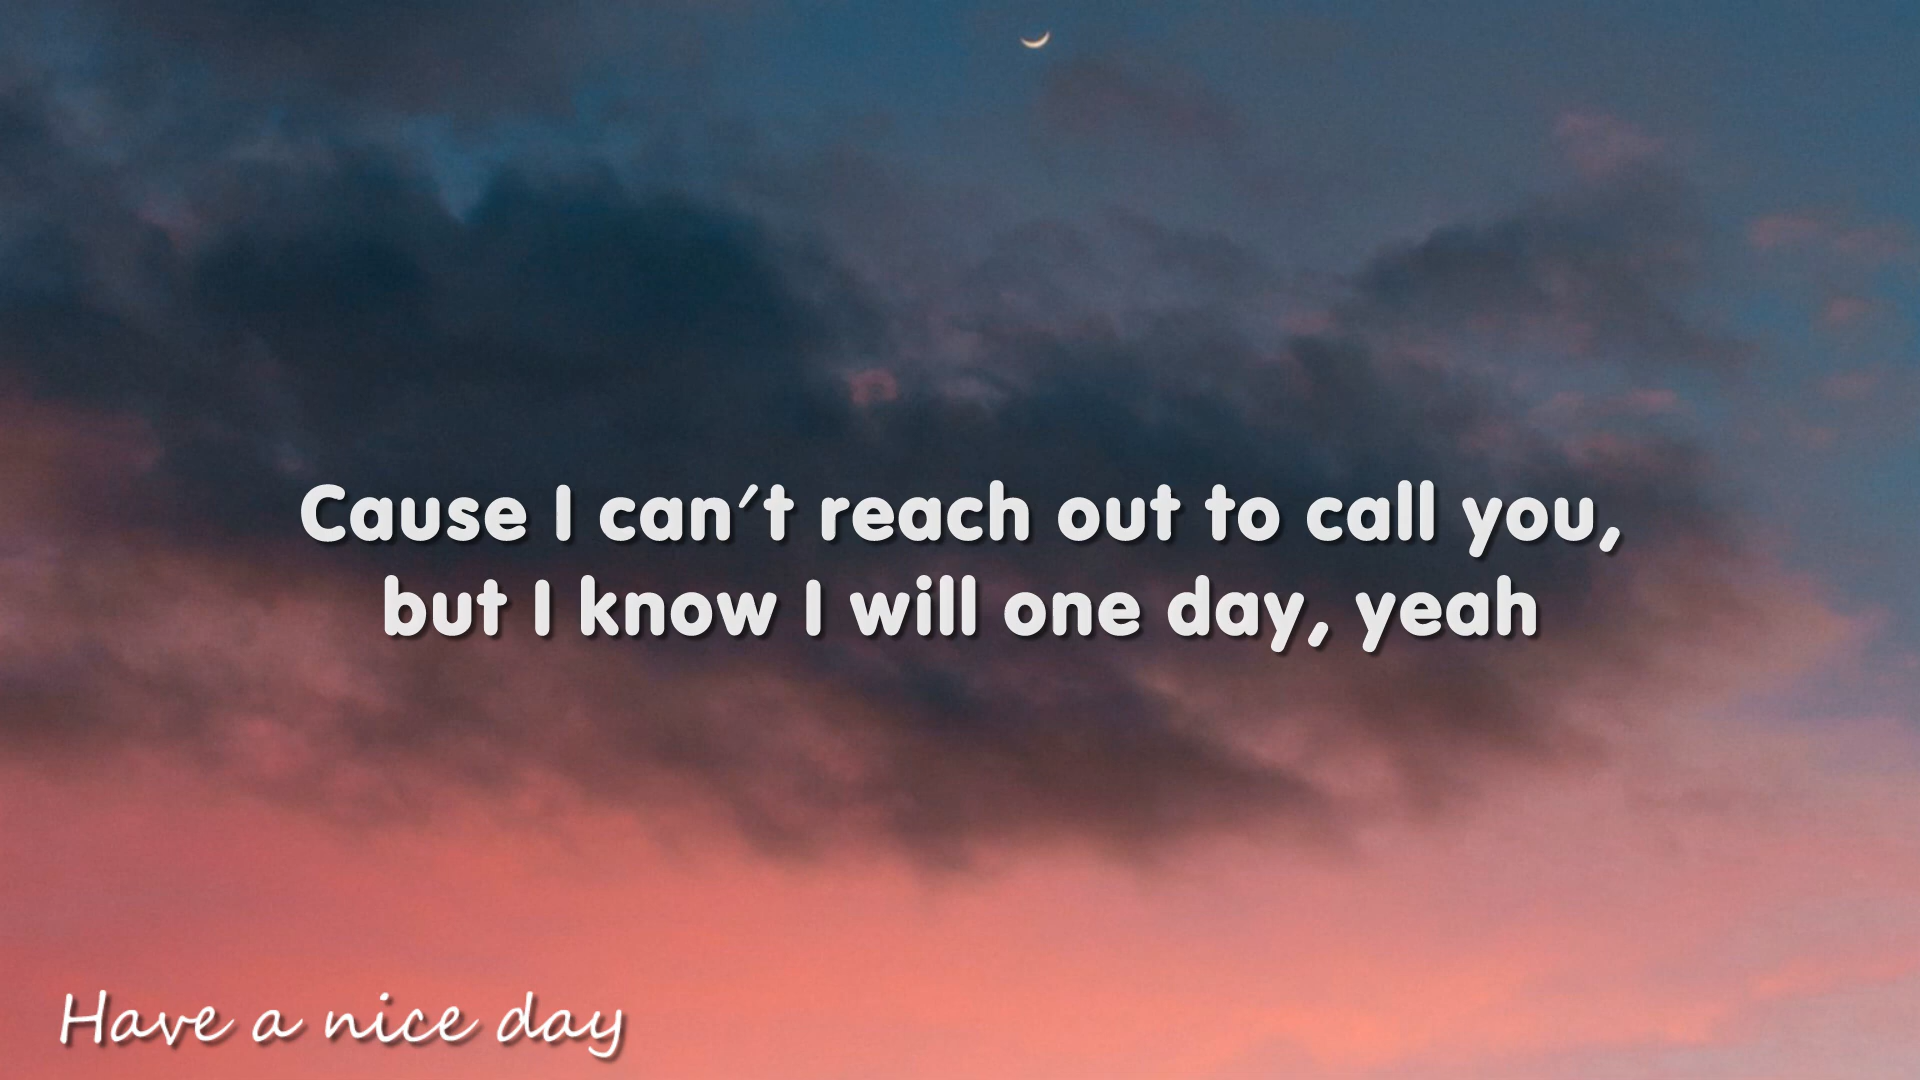 Cause I can't reach out to call you,
but I know I will one day, yeah
Have a nice day